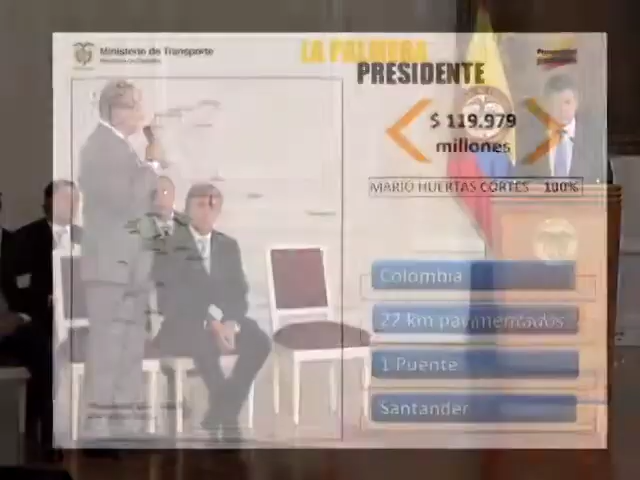 Ministerio de Transporte
LA PALMERA
PRESIDENTE
$ 119.979
millones
MARIO HUERTAS CORTES 100%
Colombia
27 km pavimentados
1 Puente
Santander